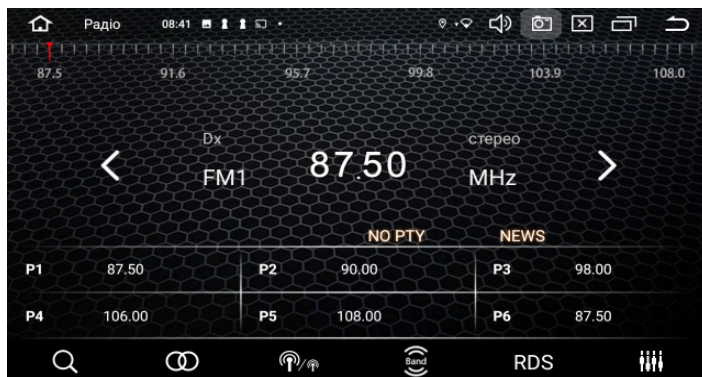 Радіо 08:41
87.5 91.6 95.7 99.8 103.9 108.0
Dx стерео
FM1 87.50 MHz
NO PTY NEWS
P1 87.50 P2 90.00 P3 98.00
P4 106.00 P5 108.00 P6 87.50
Band RDS